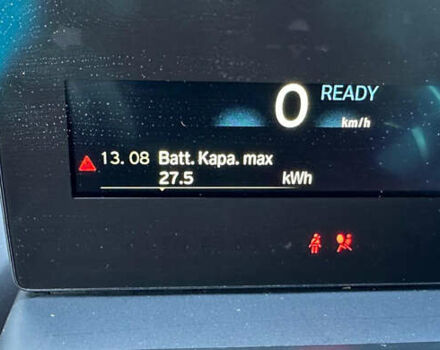 0 READY
km/h
13. 08 Batt. Kapa. max
27.5 kWh